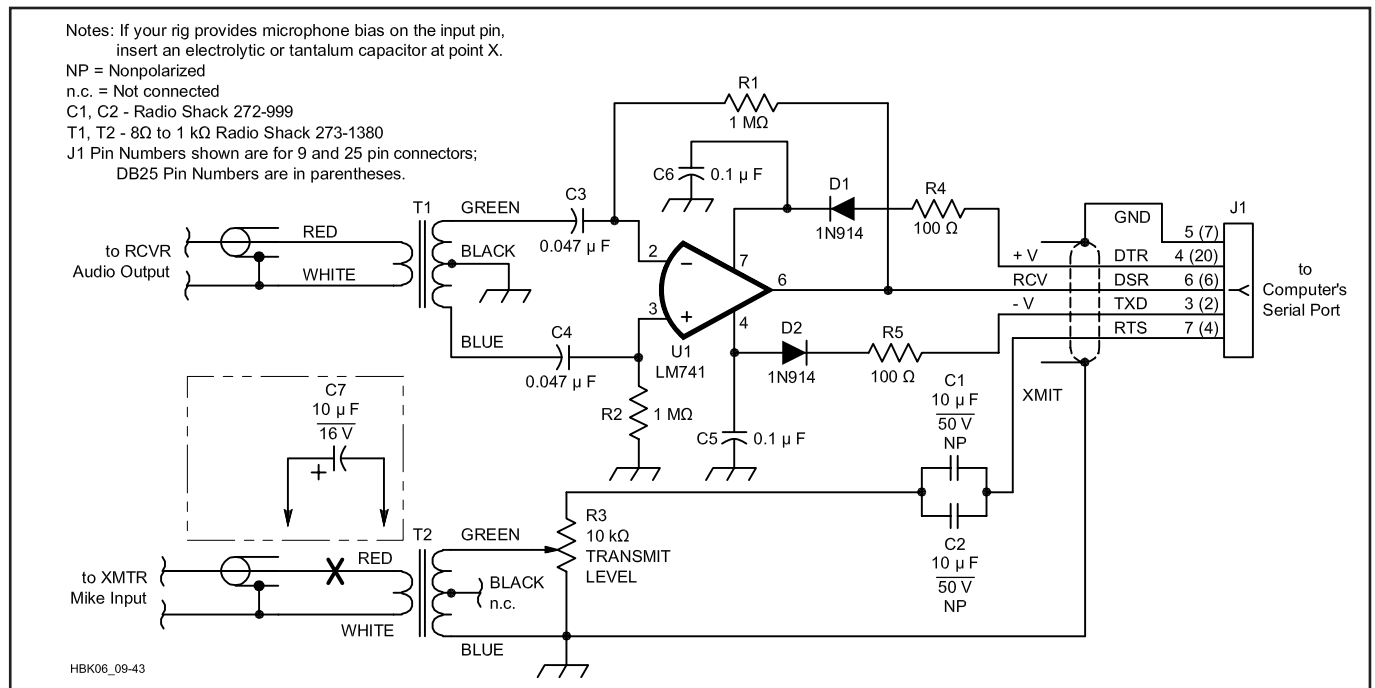 Notes: If your rig provides microphone bias on the input pin,
insert an electrolytic or tantalum capacitor at point X.
NP = Nonpolarized
n.c. = Not connected
C1, C2 - Radio Shack 272-999
T1, T2 - 8Ω to 1 kΩ Radio Shack 273-1380
J1 Pin Numbers shown are for 9 and 25 pin connectors;
DB25 Pin Numbers are in parentheses.
R1
1 MΩ
C6
0.1 µ F
D1
1N914
R4
100 Ω
C3
0.047 µ F
T1
GREEN
BLACK
BLUE
RED
WHITE
to RCVR
Audio Output
2
−
3
+
7
6
4
U1
LM741
C4
0.047 µ F
R2
1 MΩ
C5
0.1 µ F
D2
1N914
R5
100 Ω
J1
GND
5 (7)
+ V
DTR
4 (20)
RCV
DSR
6 (6)
- V
TXD
3 (2)
RTS
7 (4)
to
Computer's
Serial Port
XMIT
C1
10 µ F
50 V
NP
C2
10 µ F
50 V
NP
C7
10 µ F
16 V
+
T2
GREEN
BLACK
n.c.
BLUE
R3
10 kΩ
TRANSMIT
LEVEL
to XMTR
Mike Input
X
RED
WHITE
HBK06_09-43